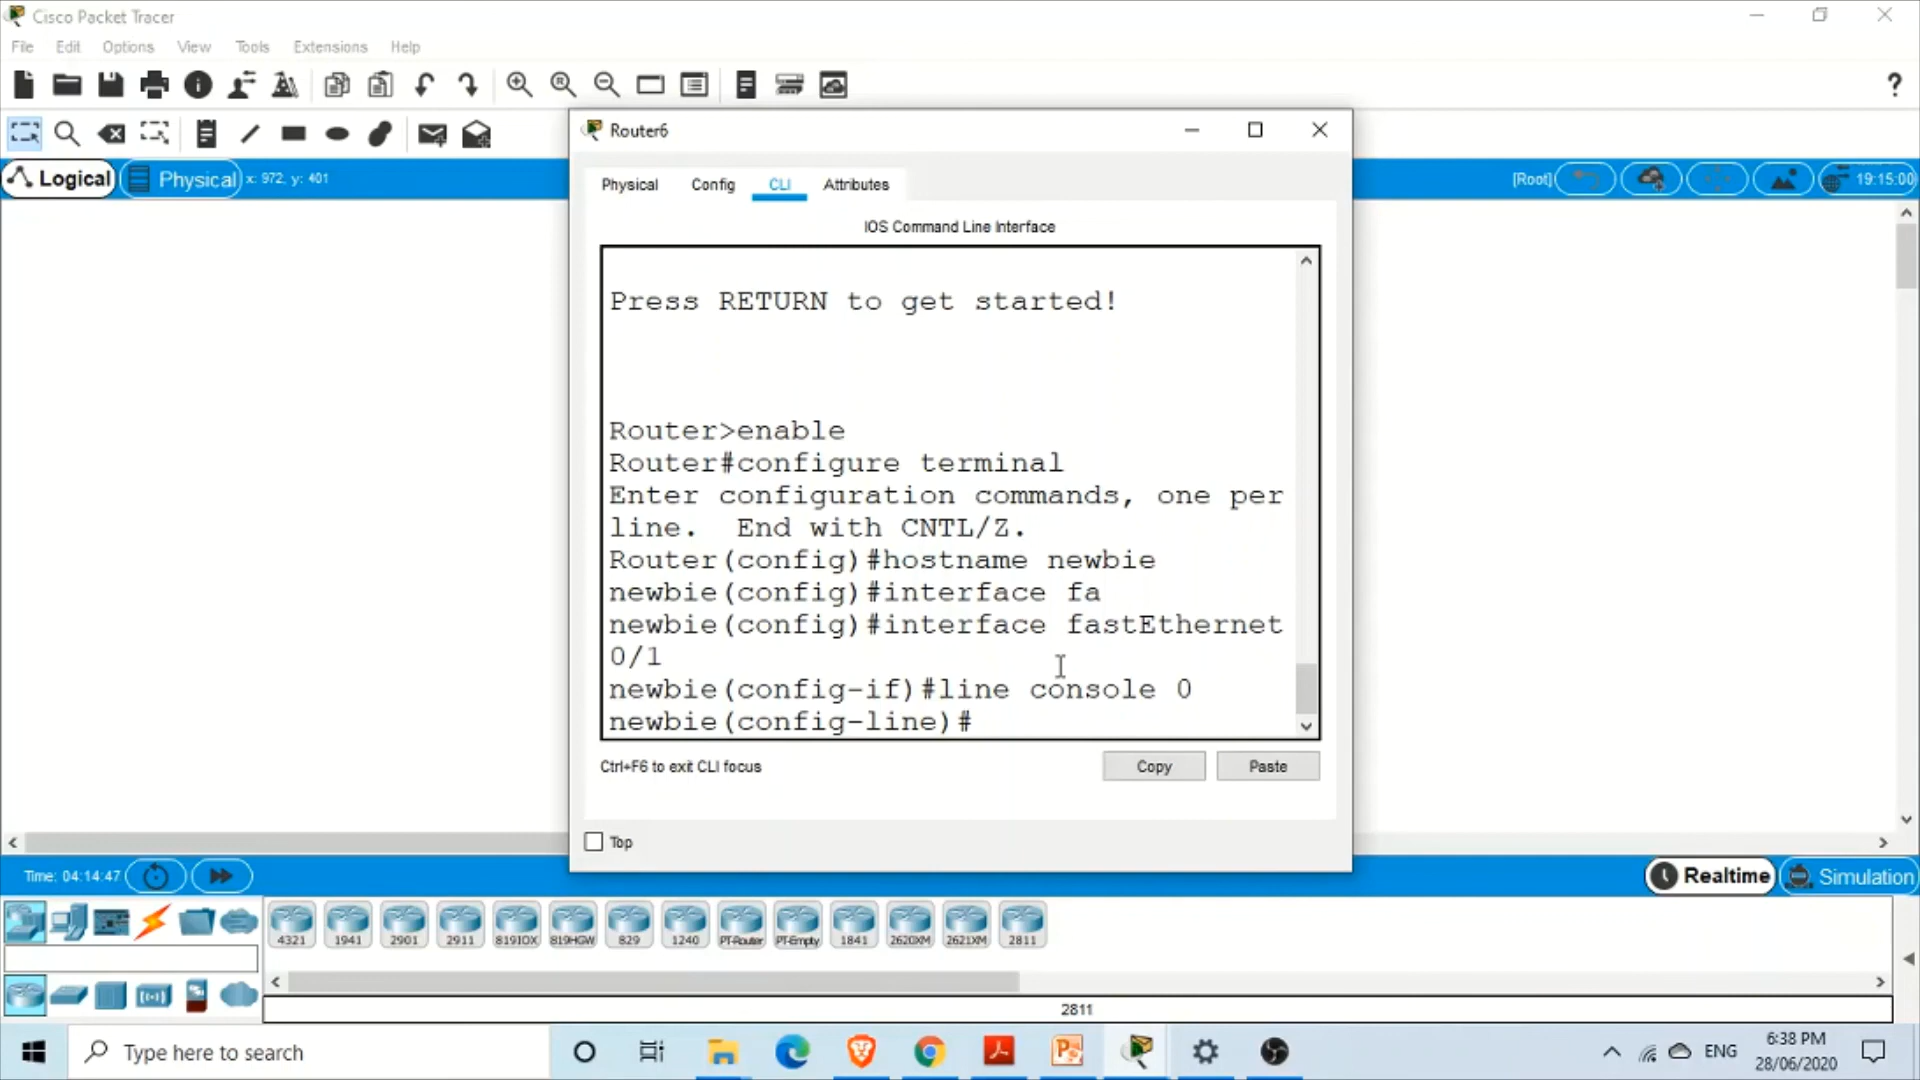 Cisco Packet Tracer
File Edit Options View Tools Extensions Help
?
Router6
Logical Physical x: 972, y: 401
[Root] 19:15:00
Physical Config CLI Attributes
IOS Command Line Interface
Press RETURN to get started!
Router>enable
Router#configure terminal
Enter configuration commands, one per
line.  End with CNTL/Z.
Router(config)#hostname newbie
newbie(config)#interface fa
newbie(config)#interface fastEthernet
0/1
newbie(config-if)#line console 0
newbie(config-line)#
Ctrl+F6 to exit CLI focus
Copy Paste
Top
Time: 04:14:47
Realtime Simulation
4321 1941 2901 2911 819IOX 819HGW 829 1240 PT-Router PT-Empty 1841 2620XM 2621XM 2811
2811
Type here to search
ENG
6:38 PM
28/06/2020